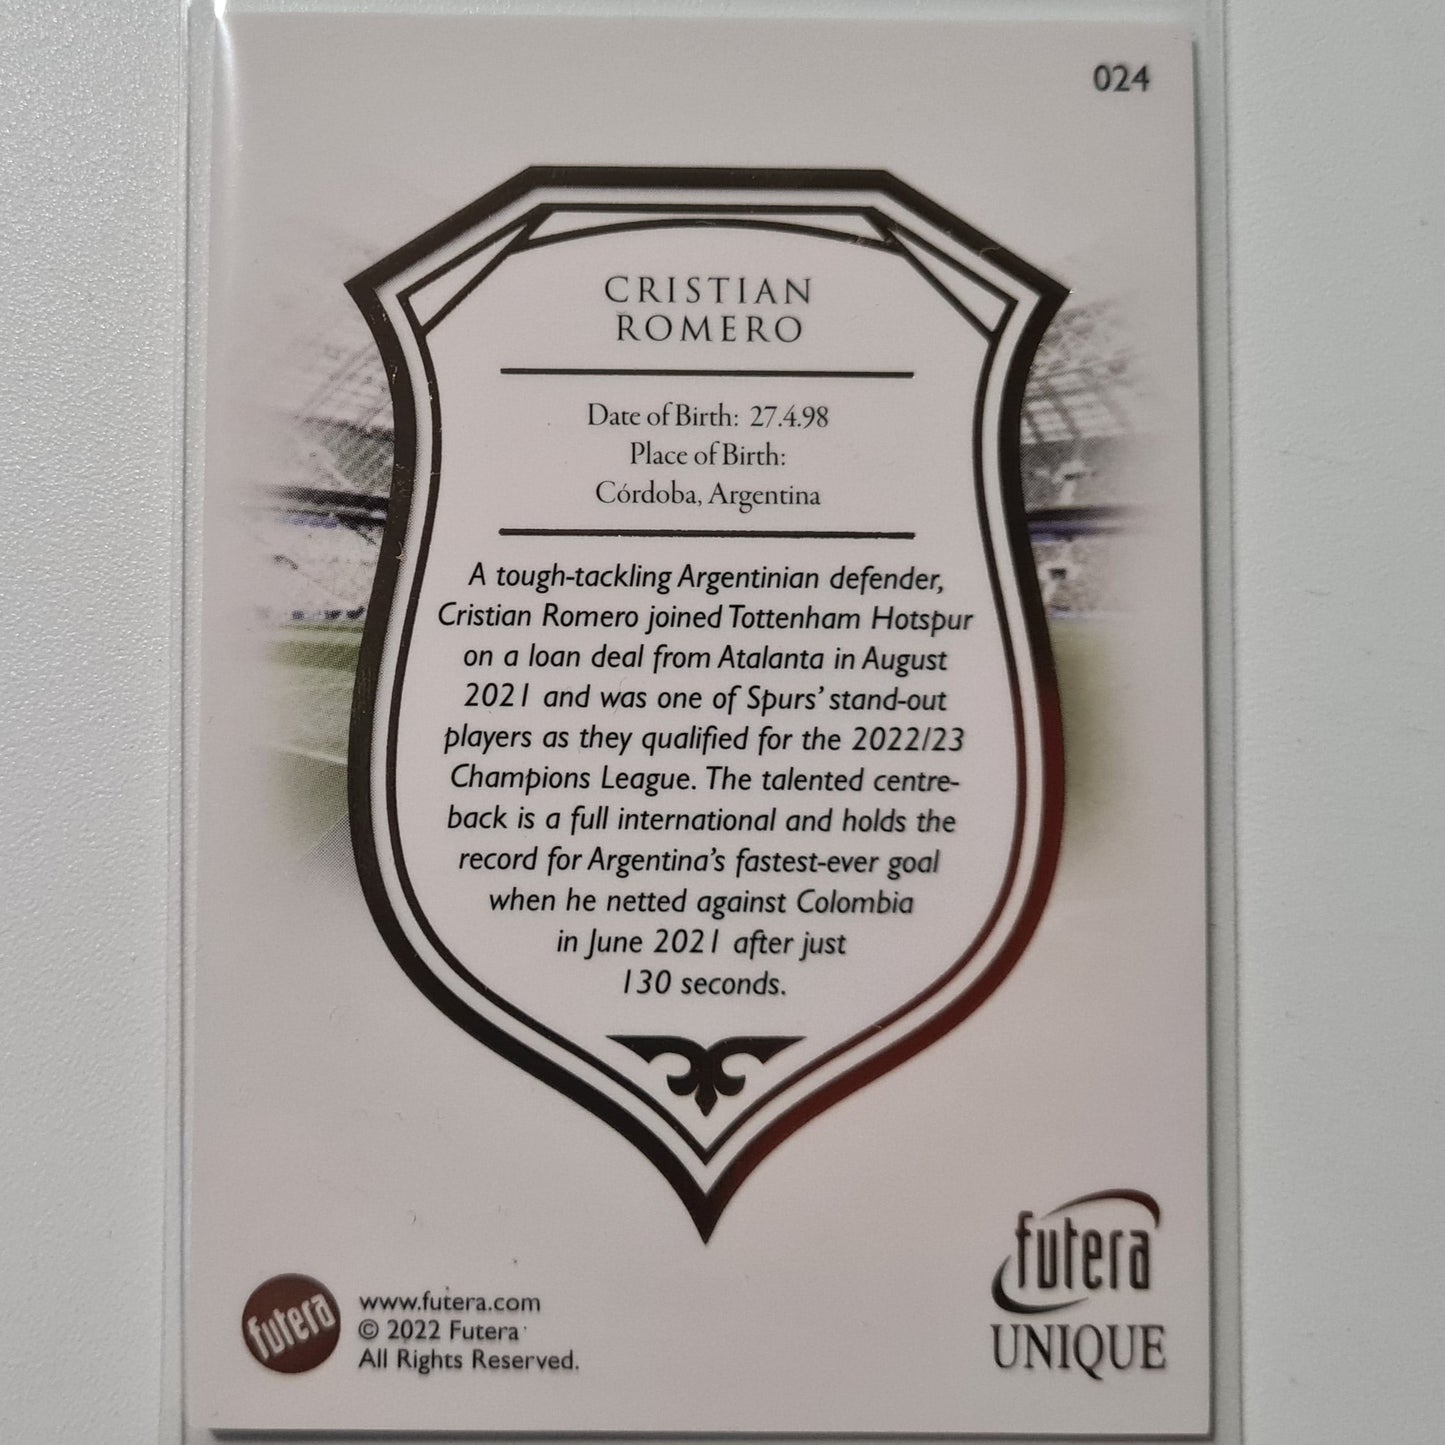 024
CRISTIAN
ROMERO
Date of Birth: 27.4.98
Place of Birth:
Córdoba, Argentina
A tough-tackling Argentinian defender,
Cristian Romero joined Tottenham Hotspur
on a loan deal from Atalanta in August
2021 and was one of Spurs’ stand-out
players as they qualified for the 2022/23
Champions League. The talented centre-
back is a full international and holds the
record for Argentina’s fastest-ever goal
when he netted against Colombia
in June 2021 after just
130 seconds.
futera
www.futera.com
© 2022 Futera
All Rights Reserved.
futera
UNIQUE